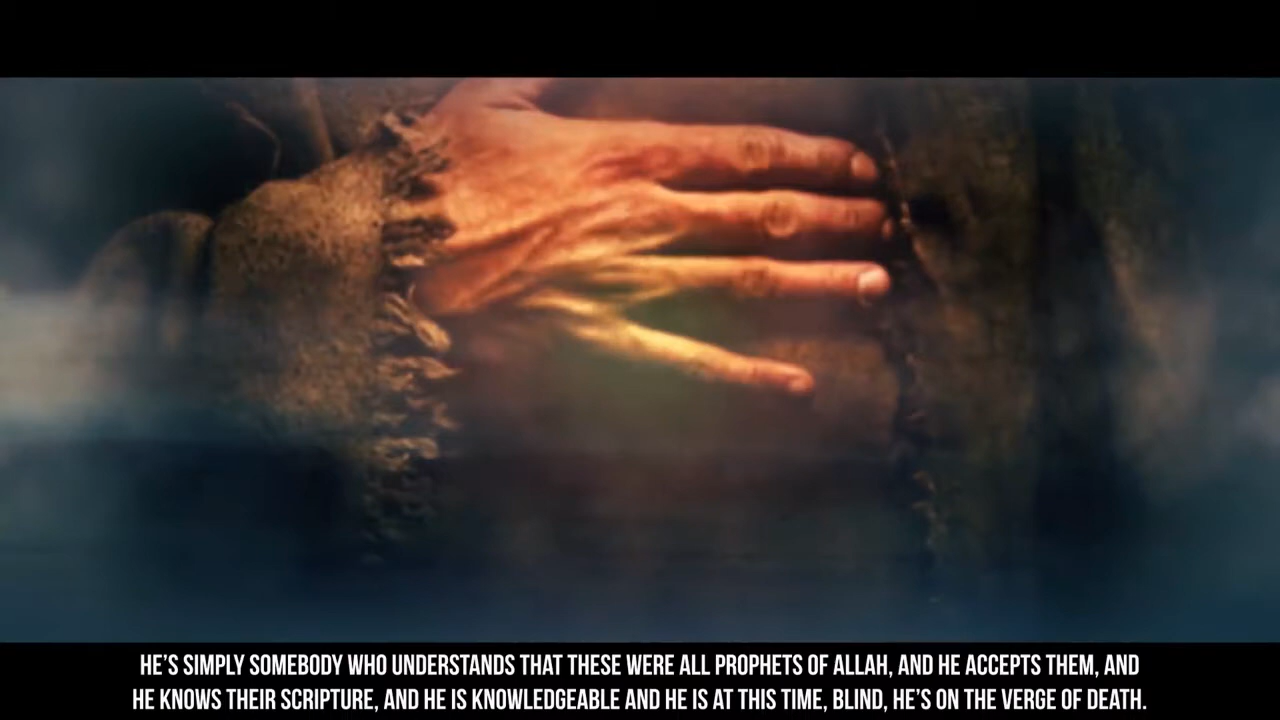 HE'S SIMPLY SOMEBODY WHO UNDERSTANDS THAT THESE WERE ALL PROPHETS OF ALLAH, AND HE ACCEPTS THEM, AND
HE KNOWS THEIR SCRIPTURE, AND HE IS KNOWLEDGEABLE AND HE IS AT THIS TIME, BLIND, HE'S ON THE VERGE OF DEATH.